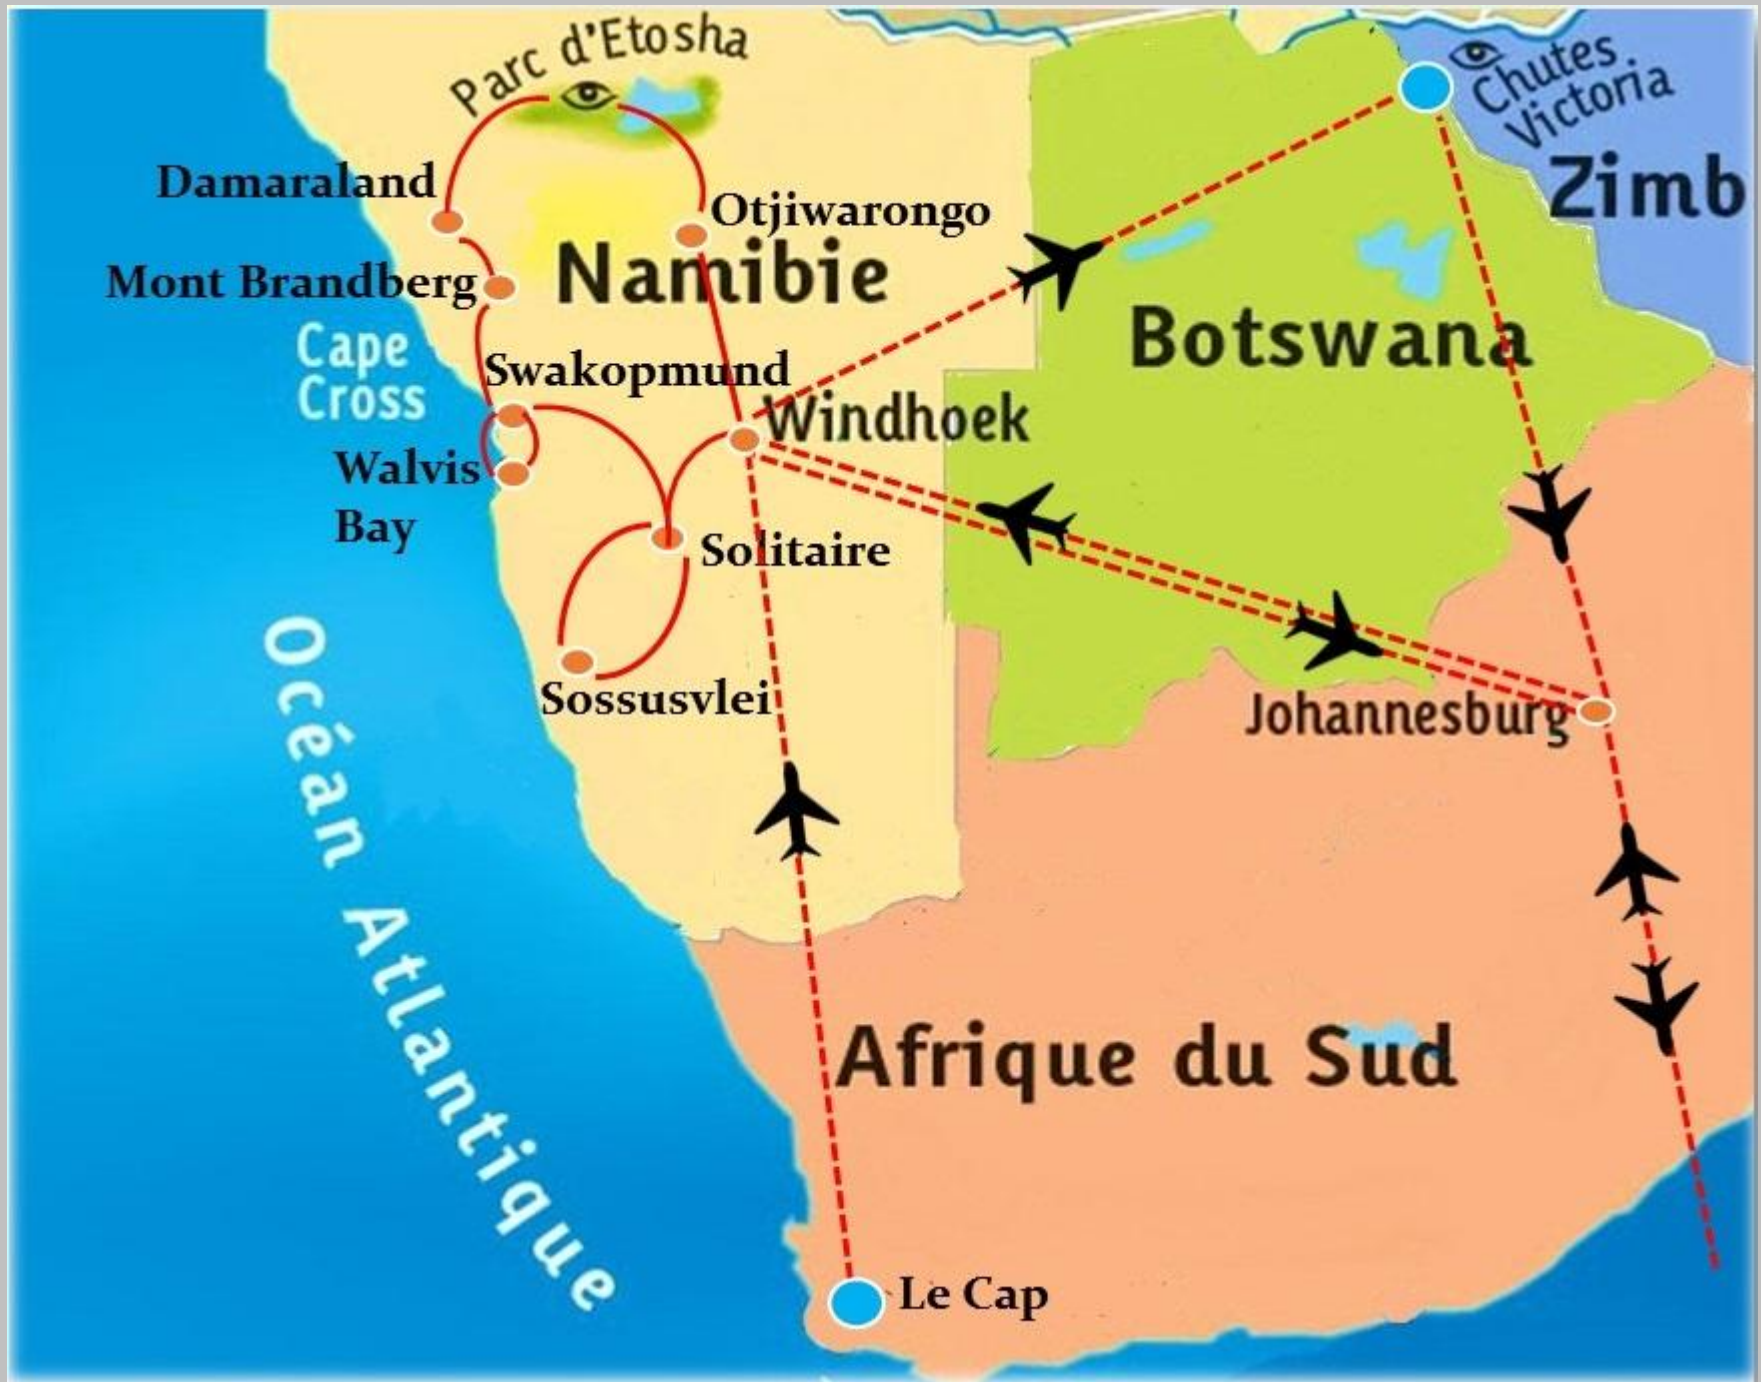 Parc d'Etosha
Chutes
Victoria
Damaraland
Zimb
Otjiwarongo
Namibie
Mont Brandberg
Cape
Cross
Botswana
Swakopmund
Windhoek
Walvis
Bay
Solitaire
Sossusvlei
Johannesburg
Océan Atlantique
Afrique du Sud
Le Cap